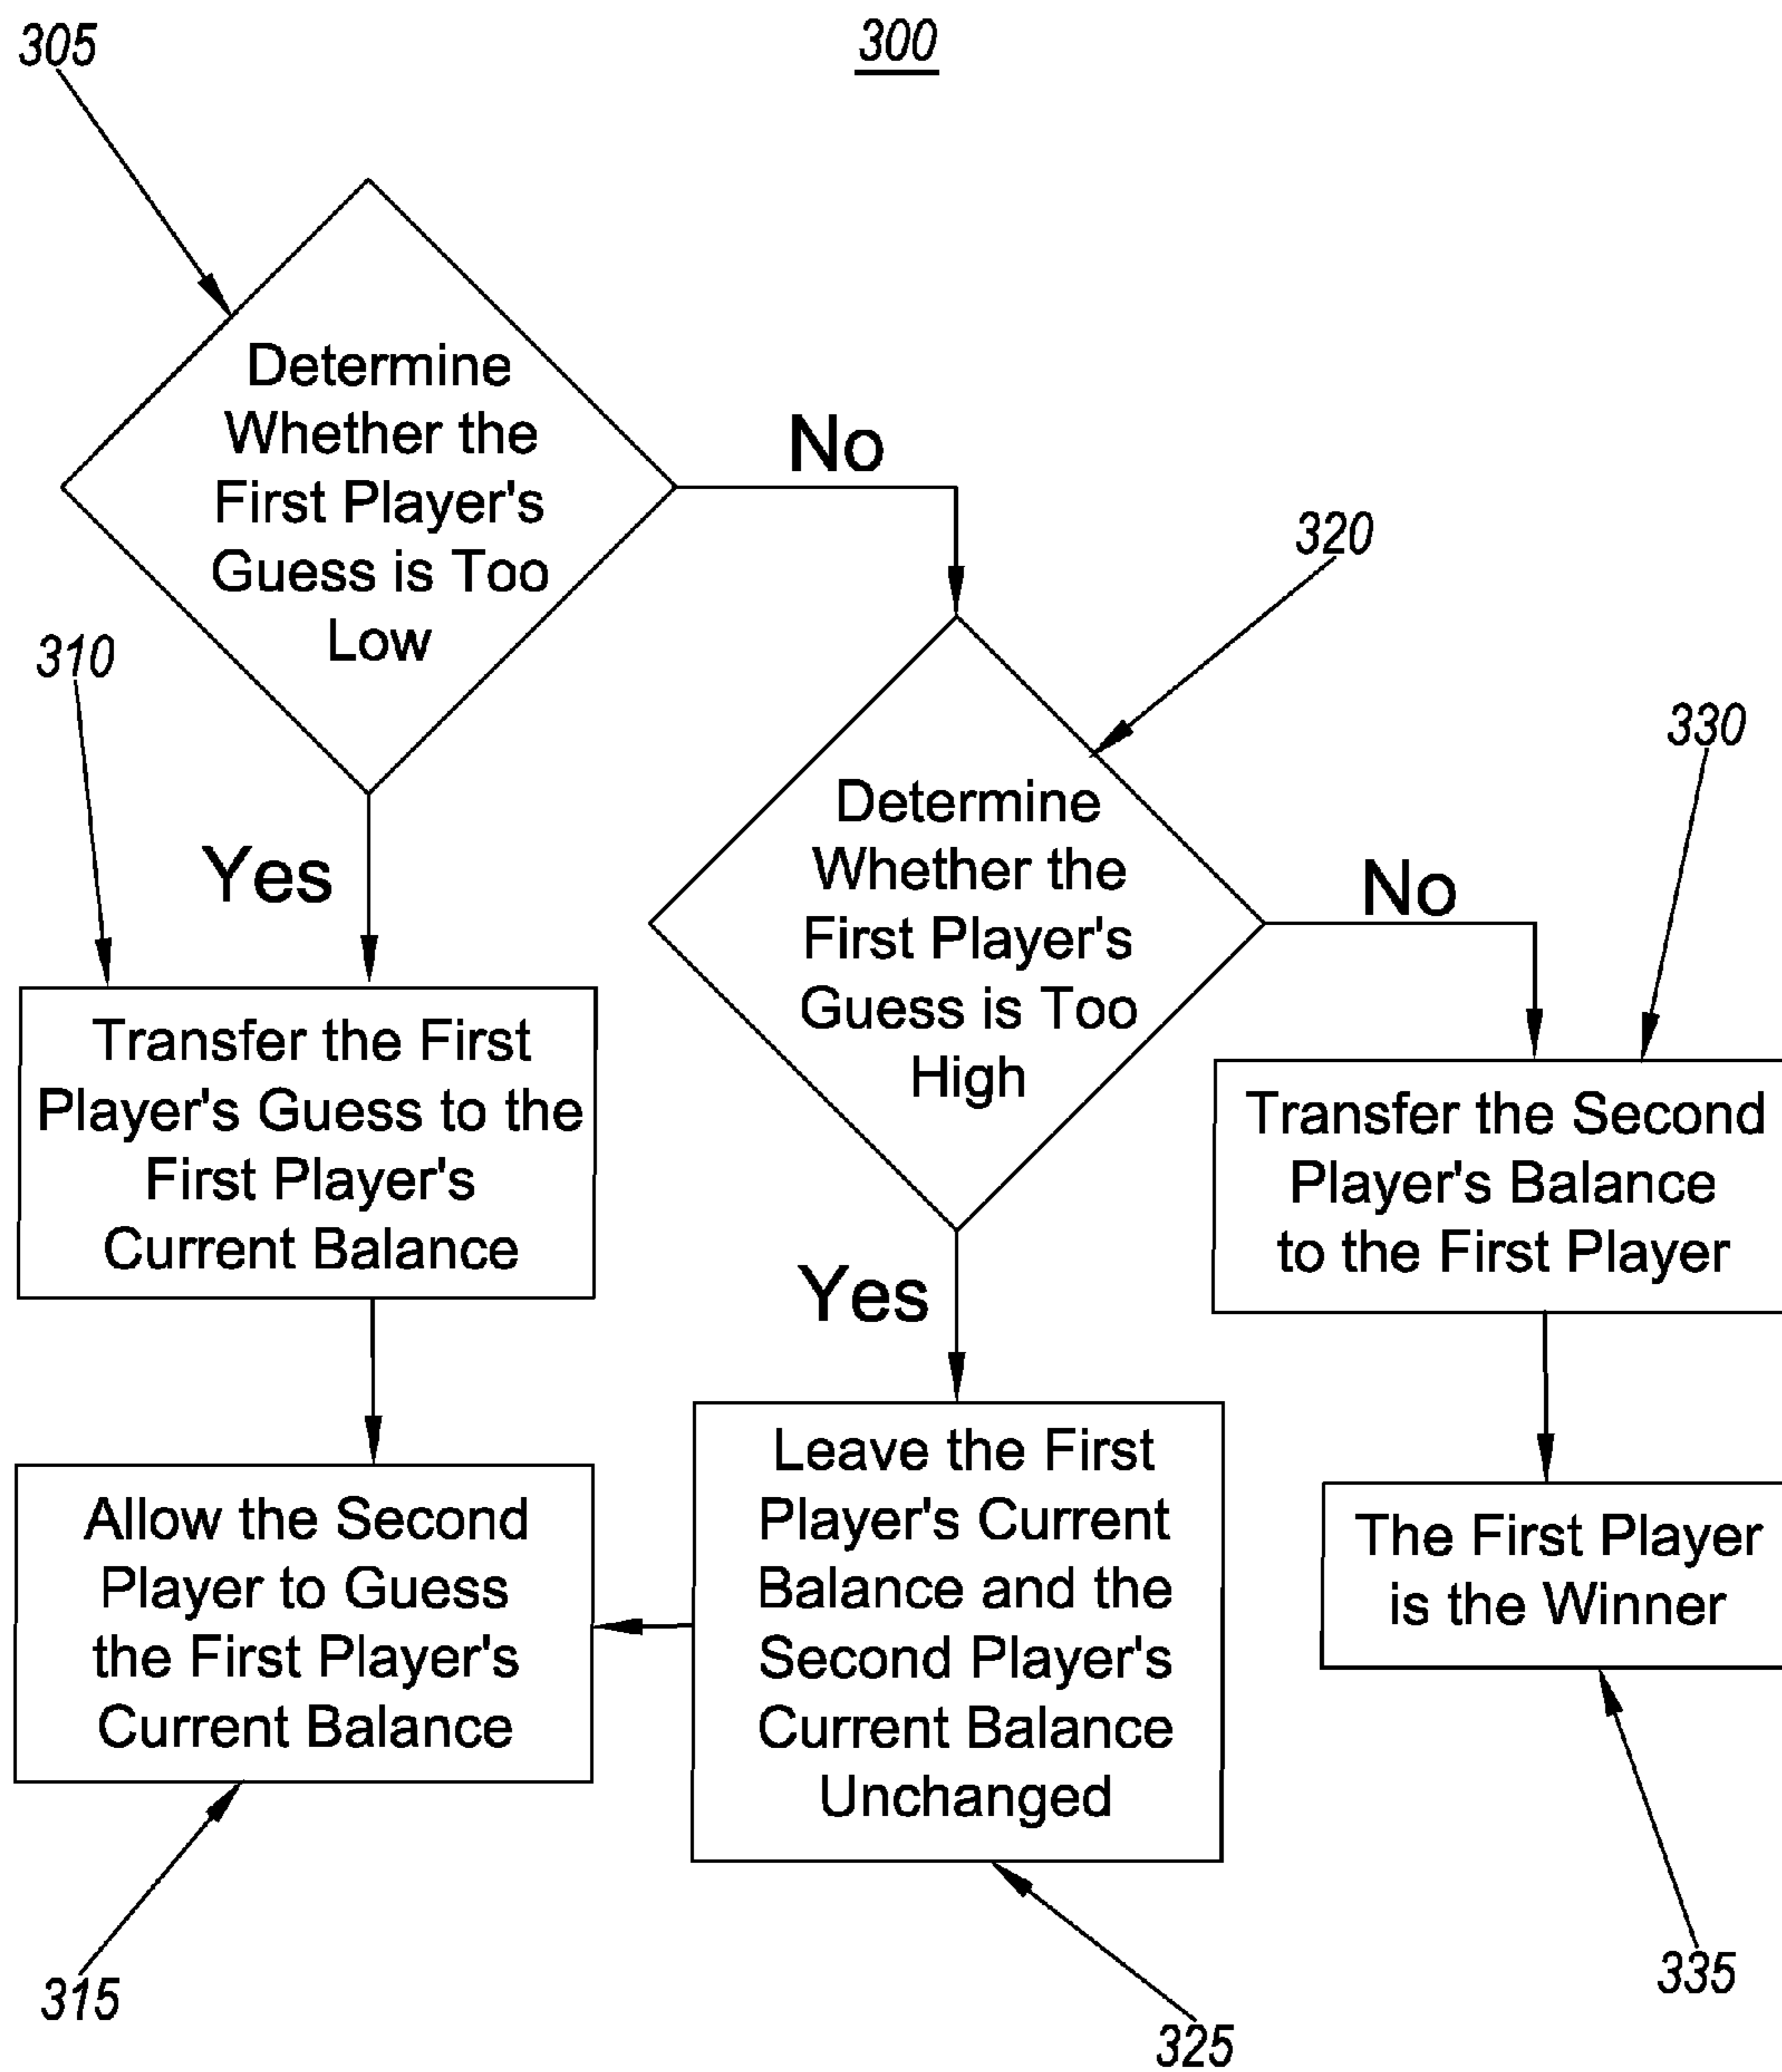 305
300
Determine
Whether the
First Player's
Guess is Too
Low
No
310
Yes
320
Determine
Whether the
First Player's
Guess is Too
High
No
330
Transfer the First
Player's Guess to the
First Player's
Current Balance
Yes
Transfer the Second
Player's Balance
to the First Player
Allow the Second
Player to Guess
the First Player's
Current Balance
Leave the First
Player's Current
Balance and the
Second Player's
Current Balance
Unchanged
The First Player
is the Winner
315
325
335